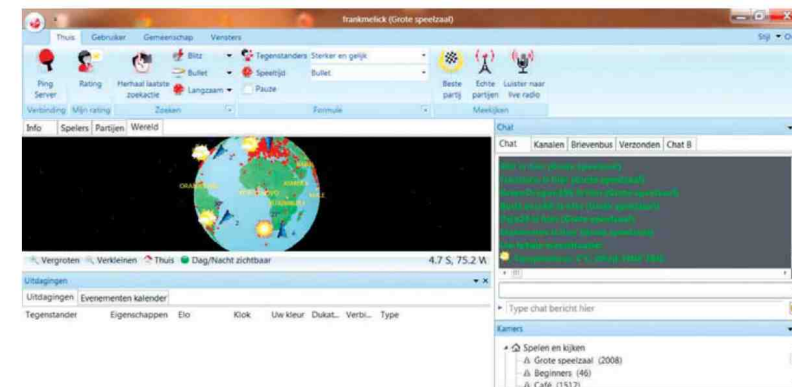 frankmelick (Grote speelzaal)
Thuis Gebruiker Gemeenschap Vensters
Stijl
Ping Server
Rating
Herhaal laatste zoekactie
Blitz
Bullet
Langzaam
Tegenstanders Sterker en gelijk
Speeltijd Bullet
Pauze
Beste partij
Echte partijen
Luister naar live radio
Verbinding Mijn rating Zoeken Formule Meekijken
Info Spelers Partijen Wereld
Vergroten Verkleinen Thuis Dag/Nacht zichtbaar 4.7 S, 75.2 W
Uitdagingen
Uitdagingen Evenementen kalender
Tegenstander Eigenschappen Elo Klok Uw kleur Dukat... Verbi... Type
Chat
Chat Kanalen Brievenbus Verzonden Chat B
Type chat bericht hier
Kamers
Spelen en kijken
Grote speelzaal (2008)
Beginners (46)
Café (1517)